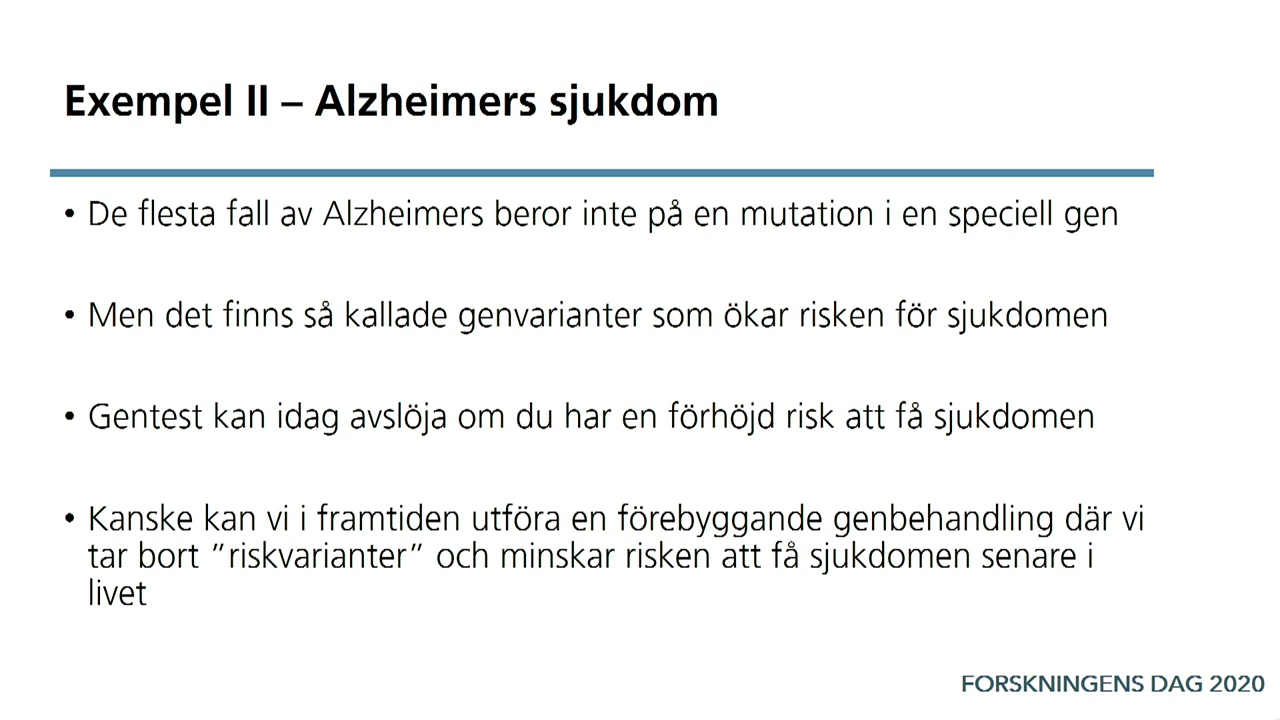 Exempel II – Alzheimers sjukdom
• De flesta fall av Alzheimers beror inte på en mutation i en speciell gen
• Men det finns så kallade genvarianter som ökar risken för sjukdomen
• Gentest kan idag avslöja om du har en förhöjd risk att få sjukdomen
• Kanske kan vi i framtiden utföra en förebyggande genbehandling där vi
tar bort ”riskvarianter” och minskar risken att få sjukdomen senare i
livet
FORSKNINGENS DAG 2020